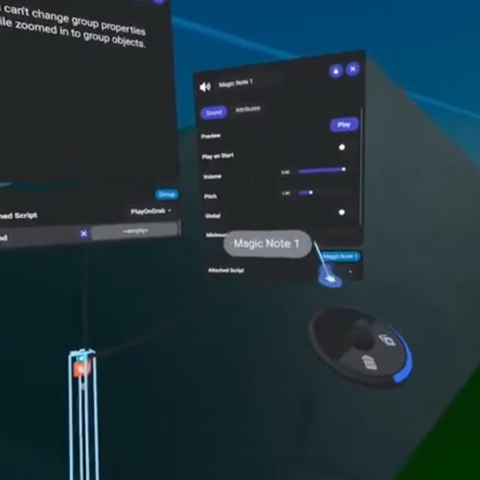 can't change group properties
ile zoomed in to group objects.
Group
hed Script
PlayOnGrab
nd
x
<empty>
Magic Note 1
Sound
Attributes
Preview
Play
Play on Start
Volume
Pitch
Global
Magic Note 1
Magic Note 1
Attached Script